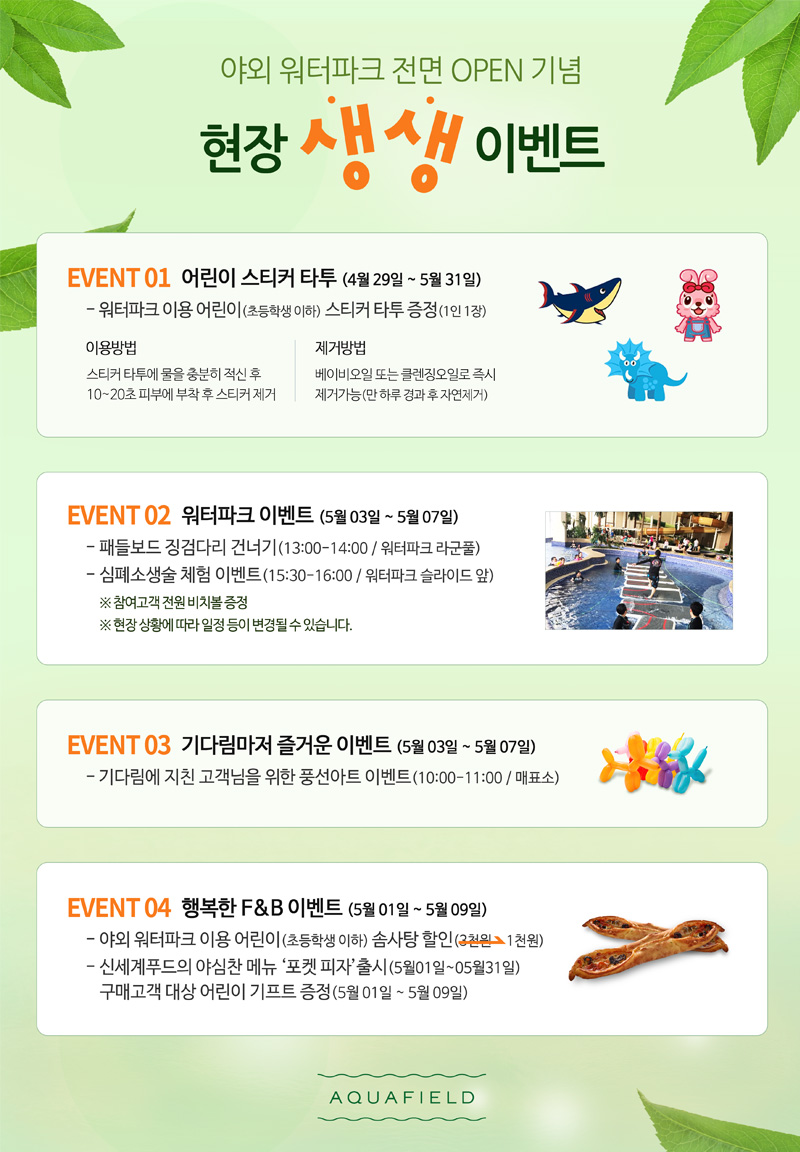 야외 워터파크 전면 OPEN 기념
현장 생생 이벤트
EVENT 01 어린이 스티커 타투 (4월 29일 ~ 5월 31일)
- 워터파크 이용 어린이(초등학생 이하) 스티커 타투 증정(1인 1장)
이용방법
스티커 타투에 물을 충분히 적신 후
10~20초 피부에 부착 후 스티커 제거
제거방법
베이비오일 또는 클렌징오일로 즉시
제거가능(만 하루 경과 후 자연제거)
EVENT 02 워터파크 이벤트 (5월 03일 ~ 5월 07일)
- 패들보드 징검다리 건너기(13:00-14:00 / 워터파크 라군풀)
- 심폐소생술 체험 이벤트(15:30-16:00 / 워터파크 슬라이드 앞)
※ 참여고객 전원 비치볼 증정
※ 현장 상황에 따라 일정 등이 변경될 수 있습니다.
EVENT 03 기다림마저 즐거운 이벤트 (5월 03일 ~ 5월 07일)
- 기다림에 지친 고객님을 위한 풍선아트 이벤트(10:00-11:00 / 매표소)
EVENT 04 행복한 F&B 이벤트 (5월 01일 ~ 5월 09일)
- 야외 워터파크 이용 어린이(초등학생 이하) 솜사탕 할인(3천원→1천원)
- 신세계푸드의 야심찬 메뉴 ‘포켓 피자’출시(5월01일~05월31일)
구매고객 대상 어린이 기프트 증정(5월 01일 ~ 5월 09일)
AQUAFIELD